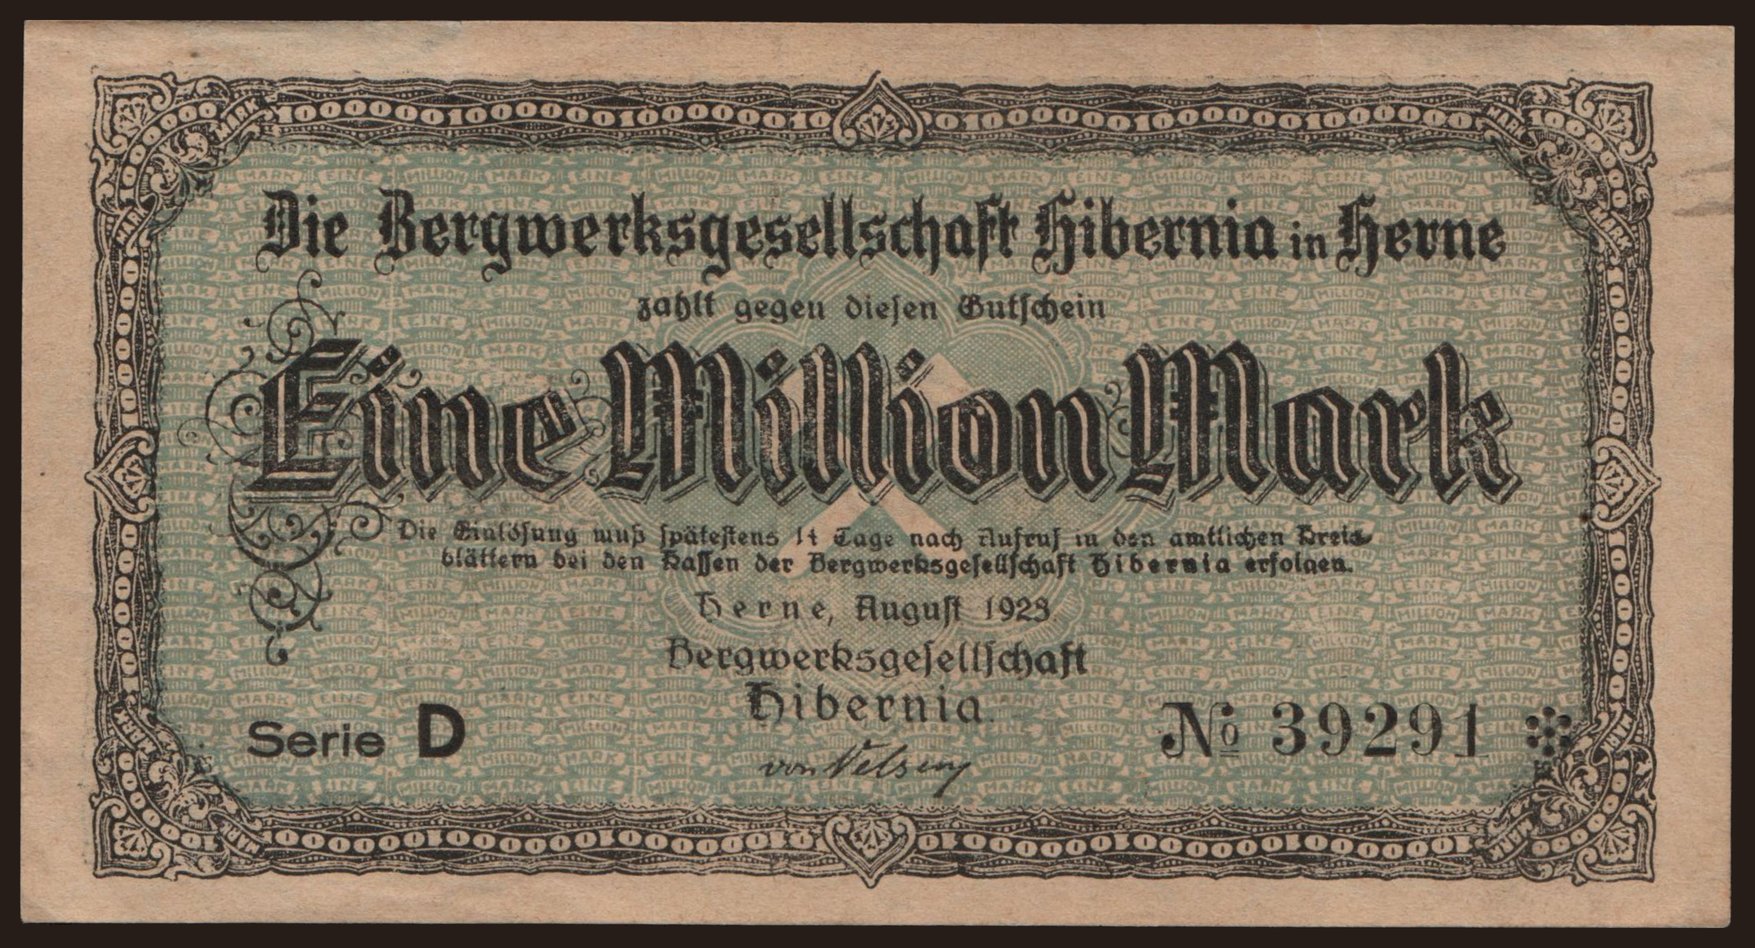 Die Bergwerksgesellschaft Hibernia in Herne
zahlt gegen diesen Gutschein
Eine Million Mark
Die Einlösung muß spätestens 14 Tage nach Aufruf in den amtlichen Kreis-
blättern bei den Kassen der Bergwerksgesellschaft Hibernia erfolgen.
Herne, August 1923
Bergwerksgesellschaft
Hibernia.
von Velsen
Serie D
№ 39291